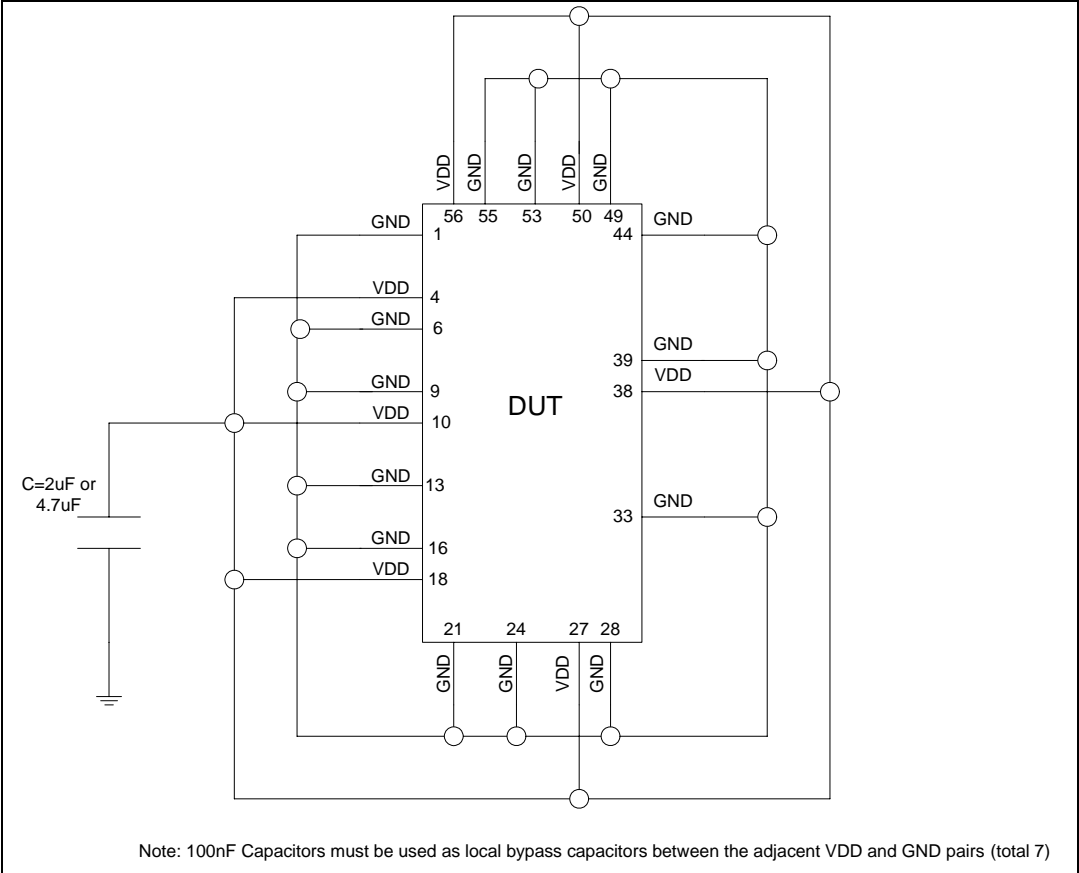 VDD
GND
GND
VDD
GND
56 55 53 50 49
GND 1
44 GND
VDD 4
GND 6
39 GND
GND 9
38 VDD
DUT
VDD 10
C=2uF or
4.7uF
GND 13
33 GND
GND 16
VDD 18
21 24 27 28
GND
GND
VDD
GND
Note: 100nF Capacitors must be used as local bypass capacitors between the adjacent VDD and GND pairs (total 7)